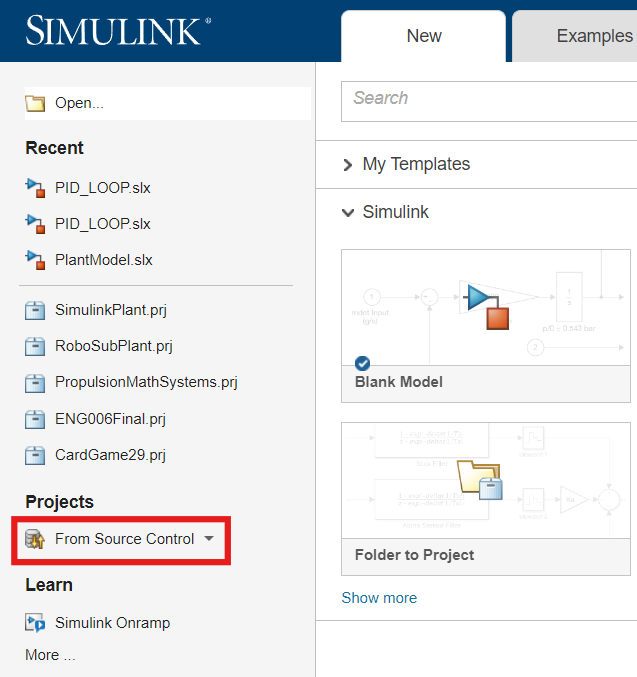 SIMULINK®
New
Examples
Open...
Recent
PID_LOOP.slx
PID_LOOP.slx
PlantModel.slx
SimulinkPlant.prj
RoboSubPlant.prj
PropulsionMathSystems.prj
ENG006Final.prj
CardGame29.prj
Projects
From Source Control
Learn
Simulink Onramp
More ...
Search
My Templates
Simulink
1
2
Blank Model
Folder to Project
Show more